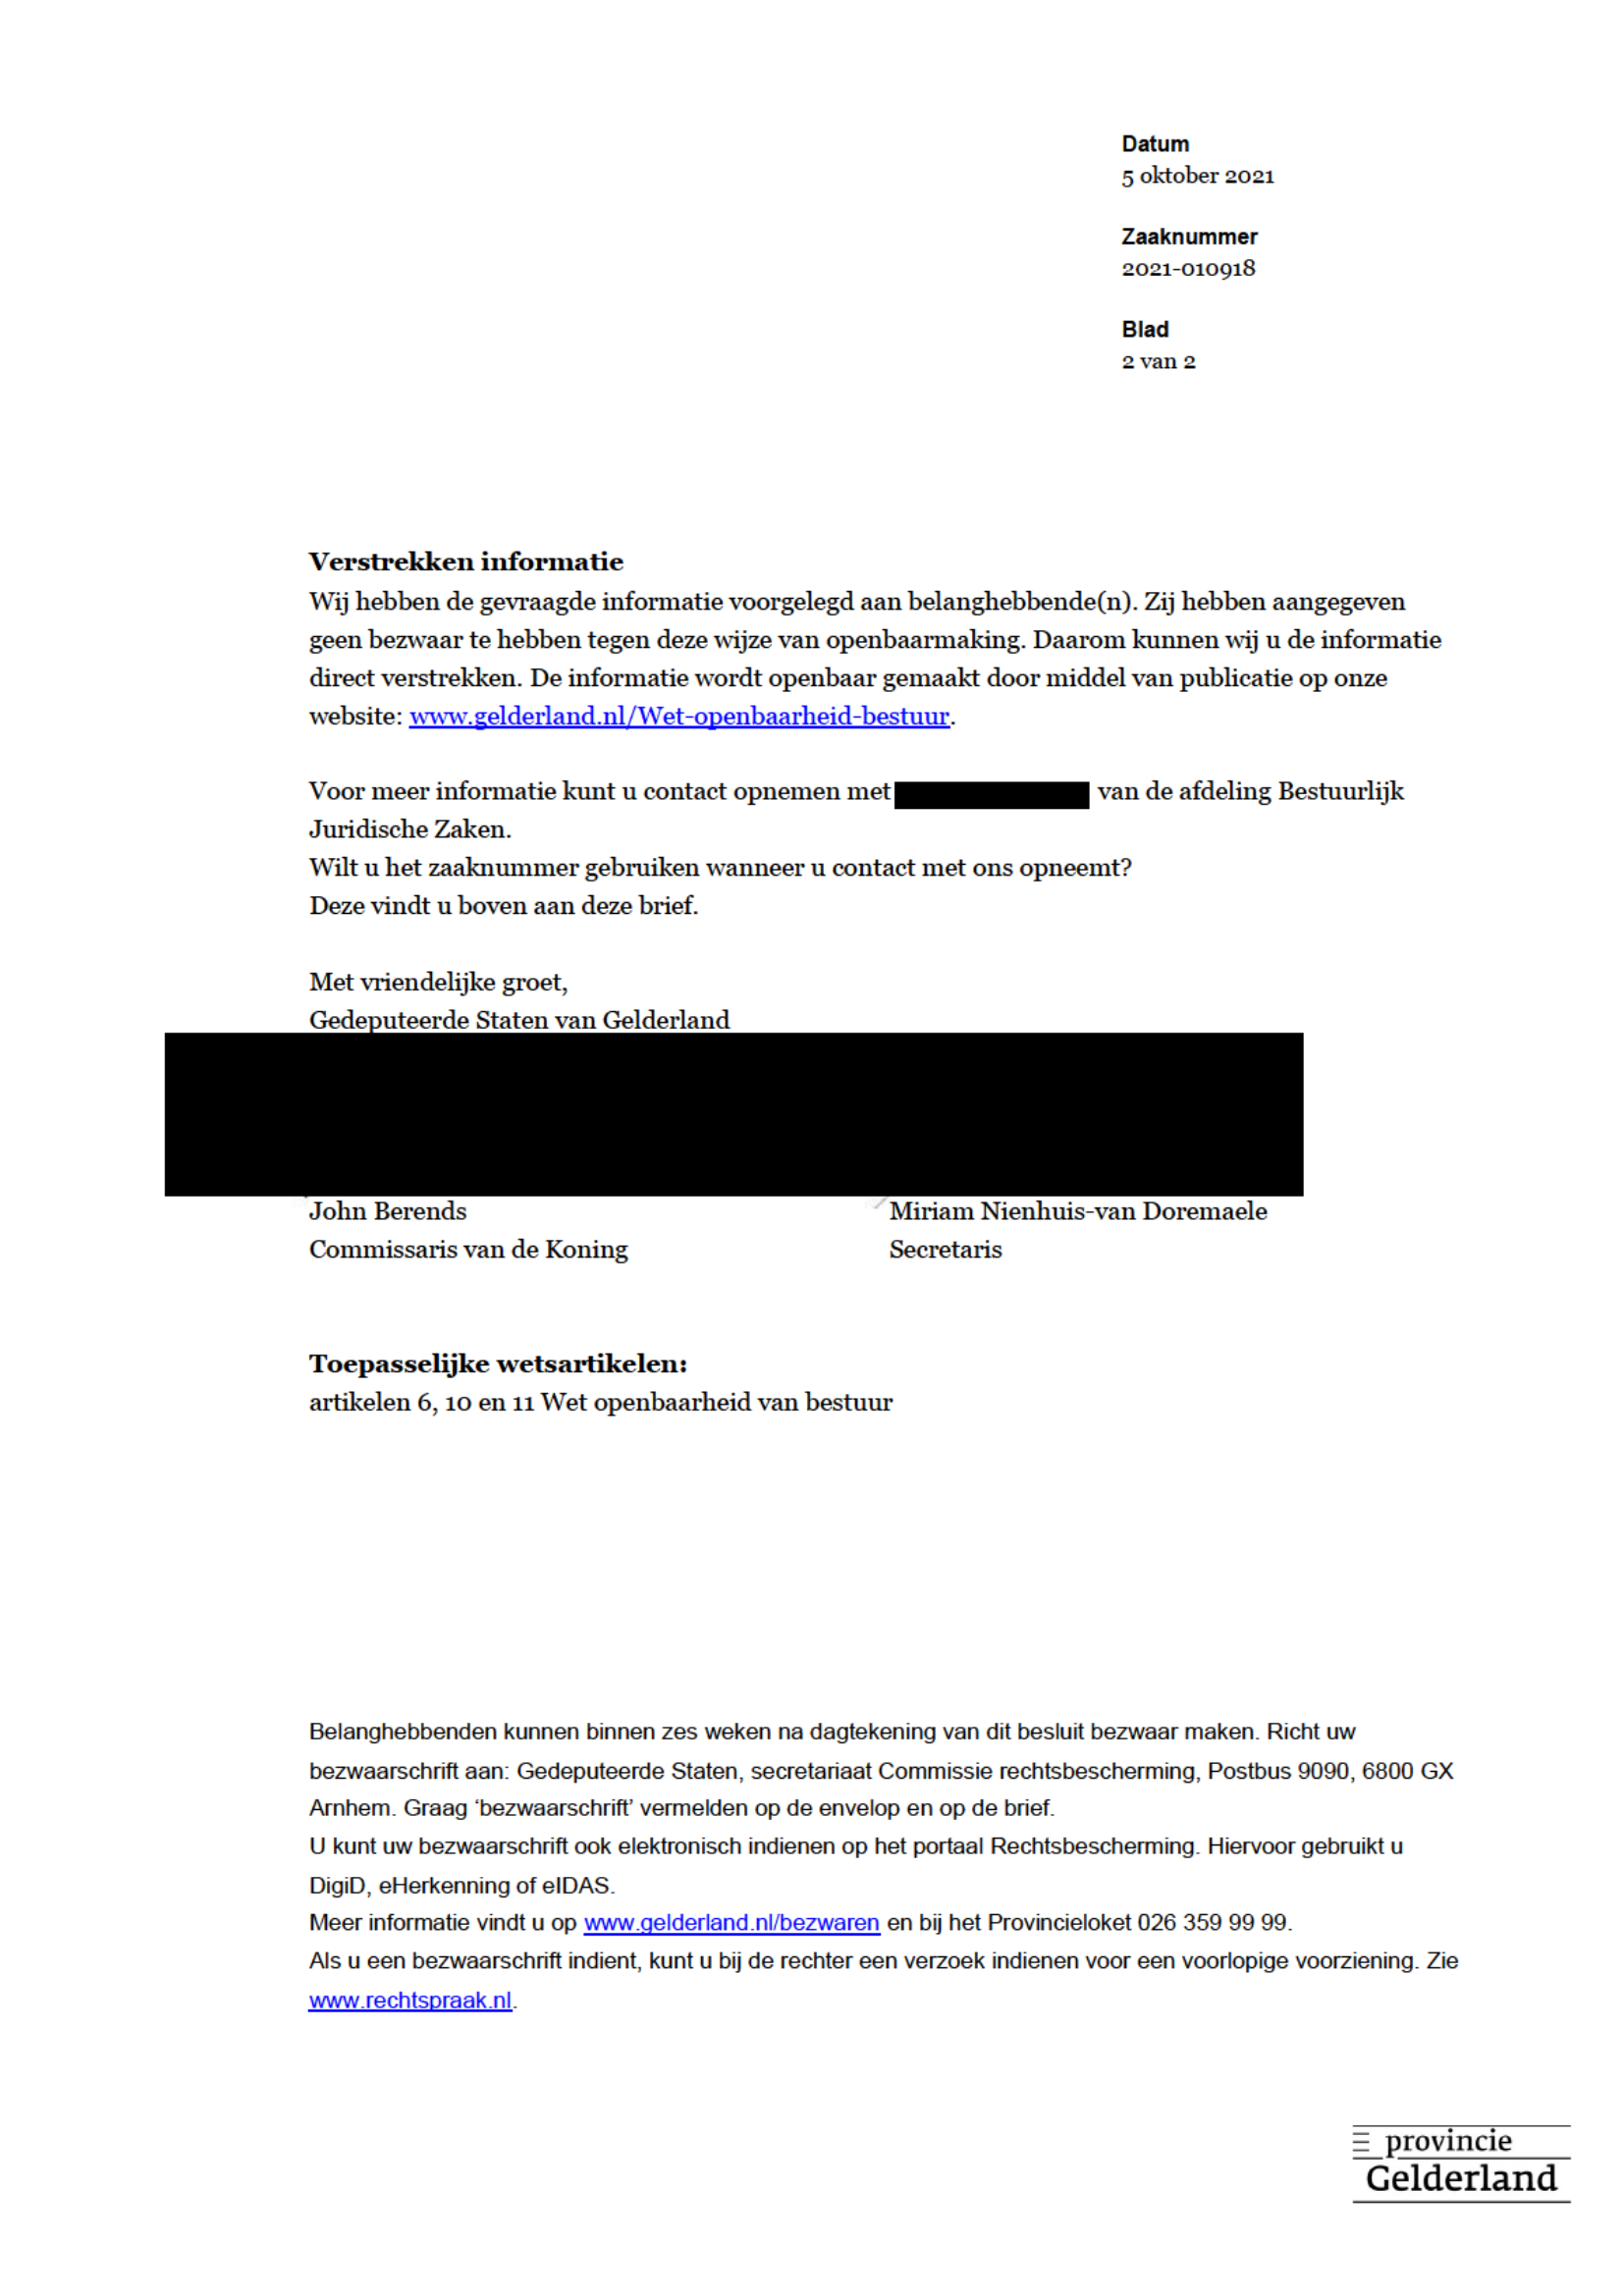 Datum
5 oktober 2021
Zaaknummer
2021-010918
Blad
2 van 2
Verstrekken informatie
Wij hebben de gevraagde informatie voorgelegd aan belanghebbende(n). Zij hebben aangegeven
geen bezwaar te hebben tegen deze wijze van openbaarmaking. Daarom kunnen wij u de informatie
direct verstrekken. De informatie wordt openbaar gemaakt door middel van publicatie op onze
website: www.gelderland.nl/Wet-openbaarheid-bestuur.
Voor meer informatie kunt u contact opnemen met van de afdeling Bestuurlijk
Juridische Zaken.
Wilt u het zaaknummer gebruiken wanneer u contact met ons opneemt?
Deze vindt u boven aan deze brief.
Met vriendelijke groet,
Gedeputeerde Staten van Gelderland
John Berends
Miriam Nienhuis-van Doremaele
Commissaris van de Koning
Secretaris
Toepasselijke wetsartikelen:
artikelen 6, 10 en 11 Wet openbaarheid van bestuur
Belanghebbenden kunnen binnen zes weken na dagtekening van dit besluit bezwaar maken. Richt uw
bezwaarschrift aan: Gedeputeerde Staten, secretariaat Commissie rechtsbescherming, Postbus 9090, 6800 GX
Arnhem. Graag ‘bezwaarschrift’ vermelden op de envelop en op de brief.
U kunt uw bezwaarschrift ook elektronisch indienen op het portaal Rechtsbescherming. Hiervoor gebruikt u
DigiD, eHerkenning of eIDAS.
Meer informatie vindt u op www.gelderland.nl/bezwaren en bij het Provincieloket 026 359 99 99.
Als u een bezwaarschrift indient, kunt u bij de rechter een verzoek indienen voor een voorlopige voorziening. Zie
www.rechtspraak.nl.
provincie
Gelderland